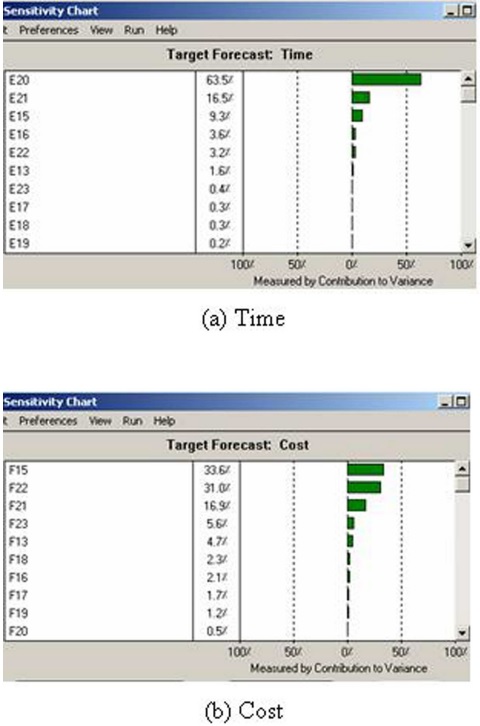 Sensitivity Chart
t Preferences View Run Help
Target Forecast: Time
E20 63.5%
E21 16.5%
E15 9.3%
E16 3.6%
E22 3.2%
E13 1.6%
E23 0.4%
E17 0.3%
E18 0.3%
E19 0.2%
100% 50% 0% 50% 100%
Measured by Contribution to Variance
(a) Time
Sensitivity Chart
t Preferences View Run Help
Target Forecast: Cost
F15 33.6%
F22 31.0%
F21 16.9%
F23 5.6%
F13 4.7%
F18 2.3%
F16 2.1%
F17 1.7%
F19 1.2%
F20 0.5%
100% 50% 0% 50% 100%
Measured by Contribution to Variance
(b) Cost